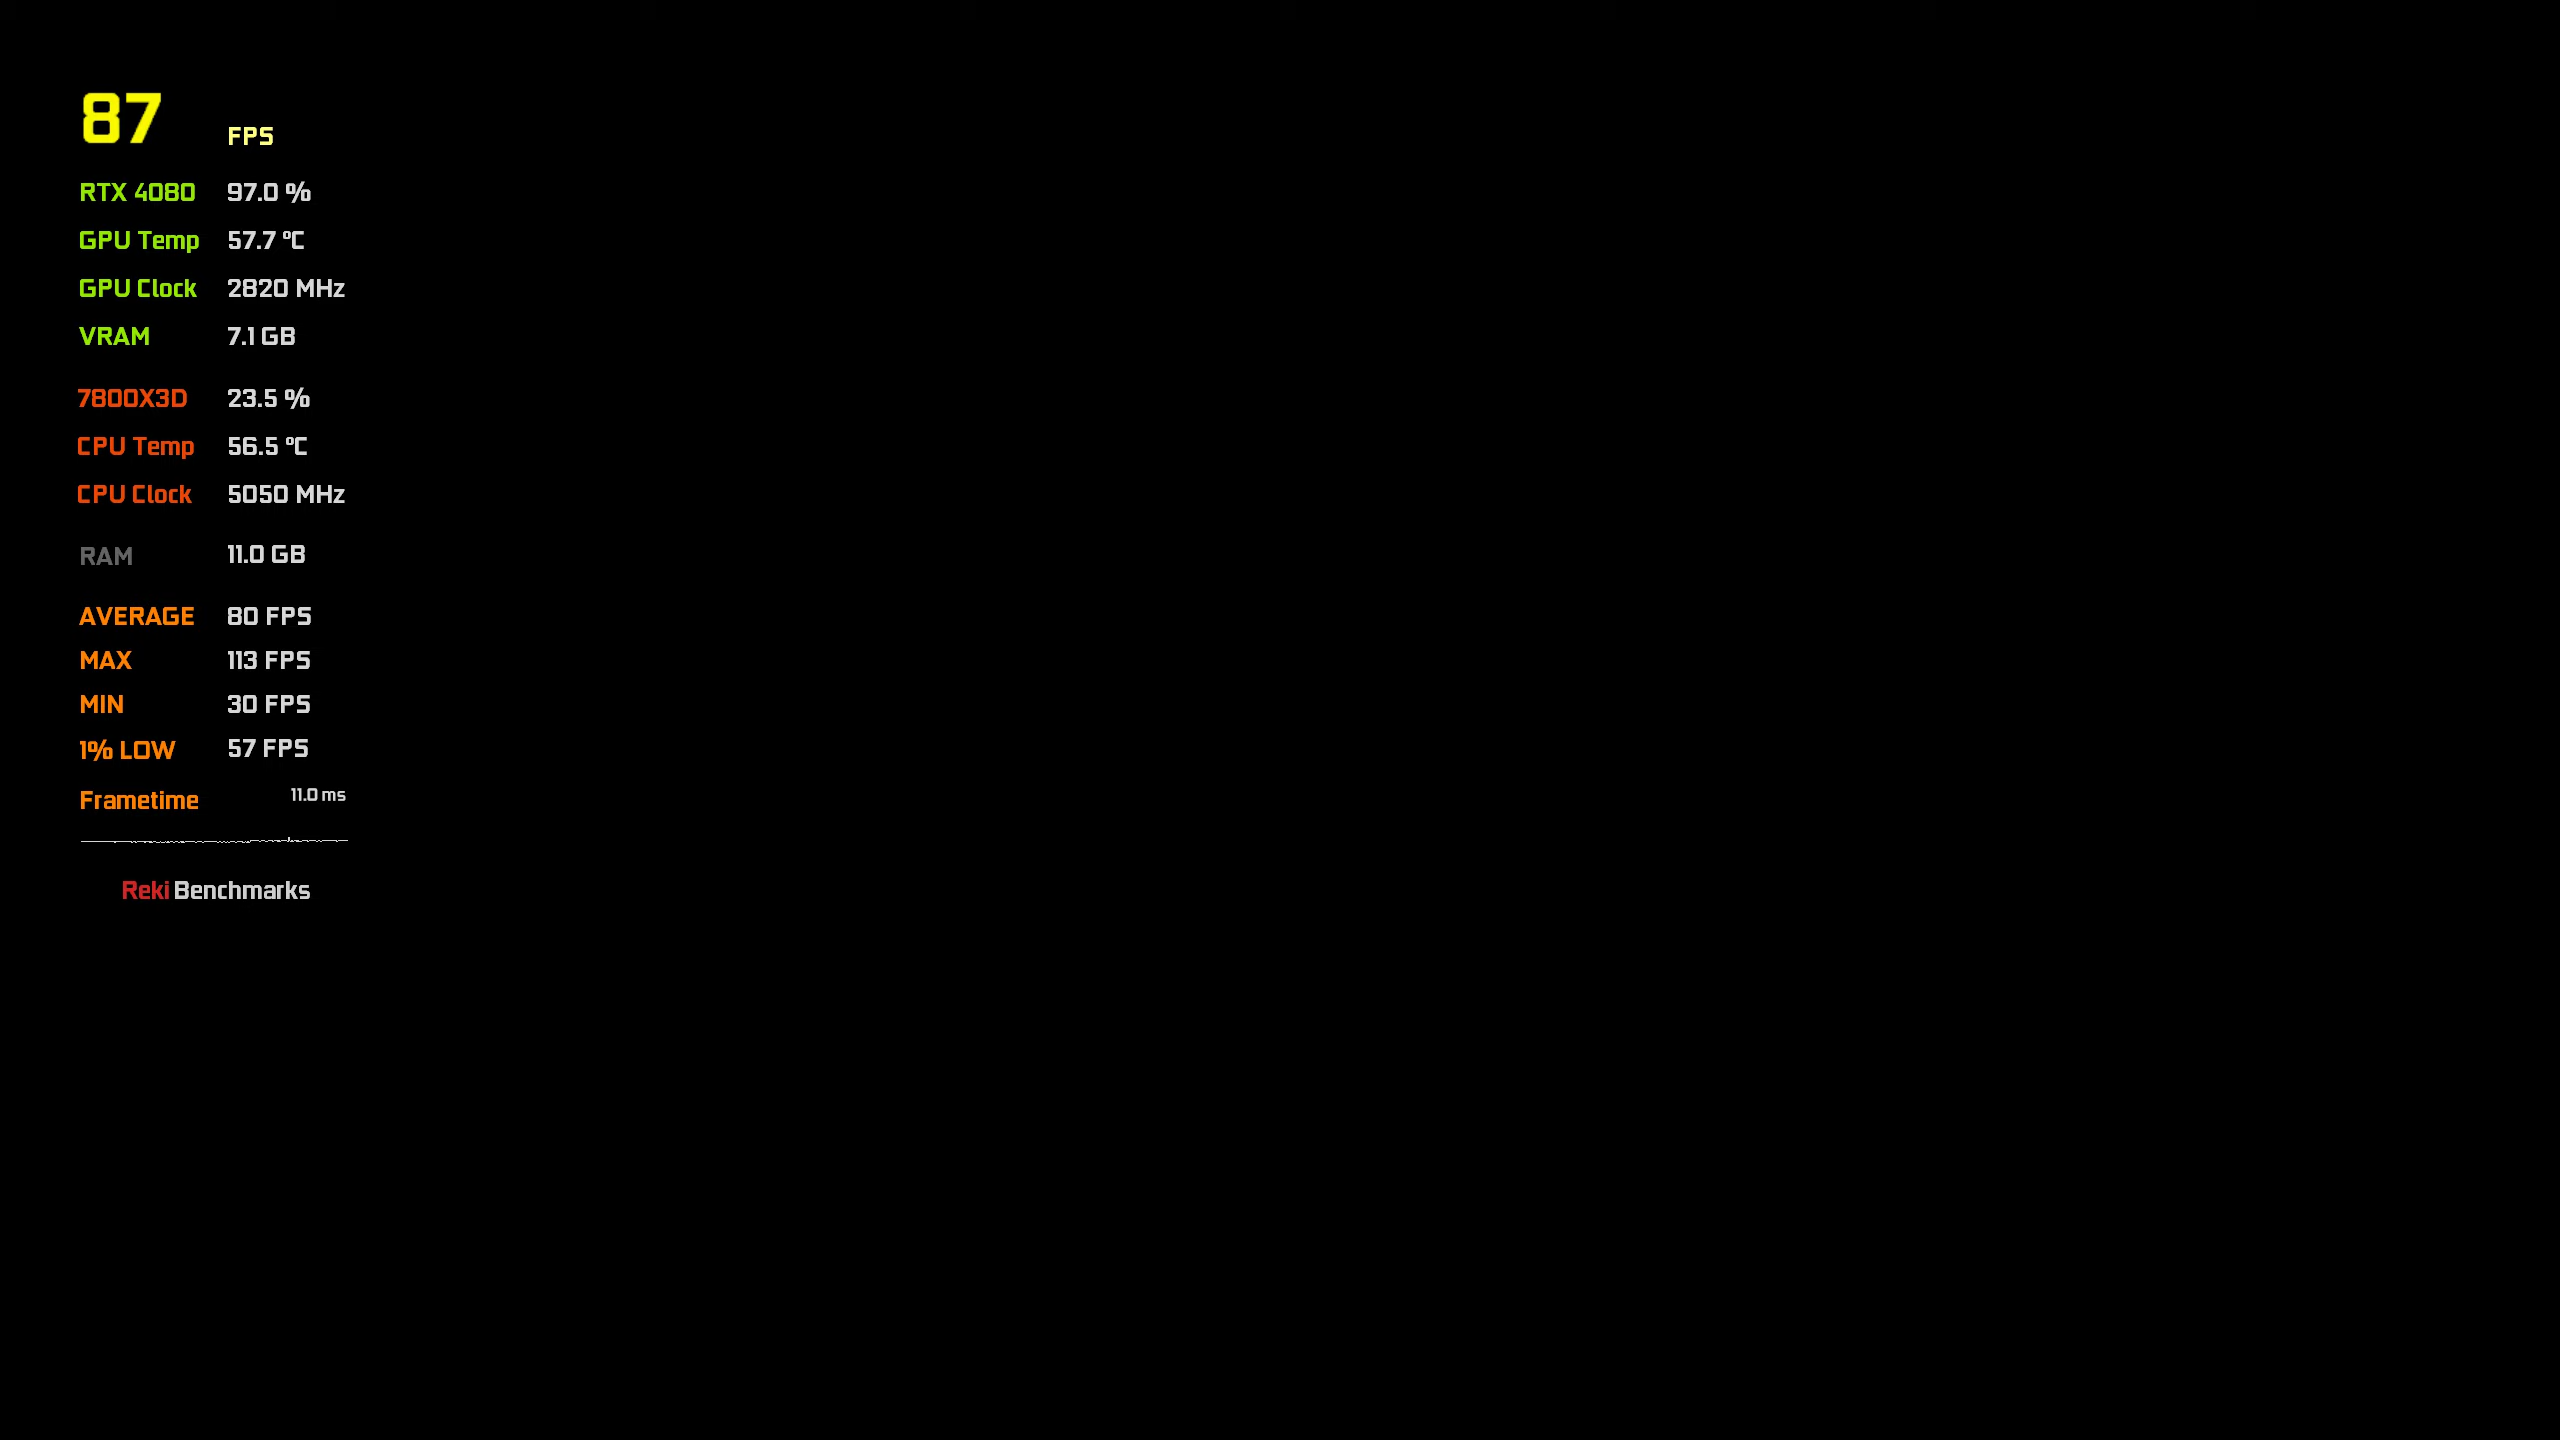 87 FPS
RTX 4080 97.0 %
GPU Temp 57.7 °C
GPU Clock 2820 MHz
VRAM 7.1 GB
7800X3D 23.5 %
CPU Temp 56.5 °C
CPU Clock 5050 MHz
RAM 11.0 GB
AVERAGE 80 FPS
MAX 113 FPS
MIN 30 FPS
1% LOW 57 FPS
Frametime 11.0 ms
Reki Benchmarks